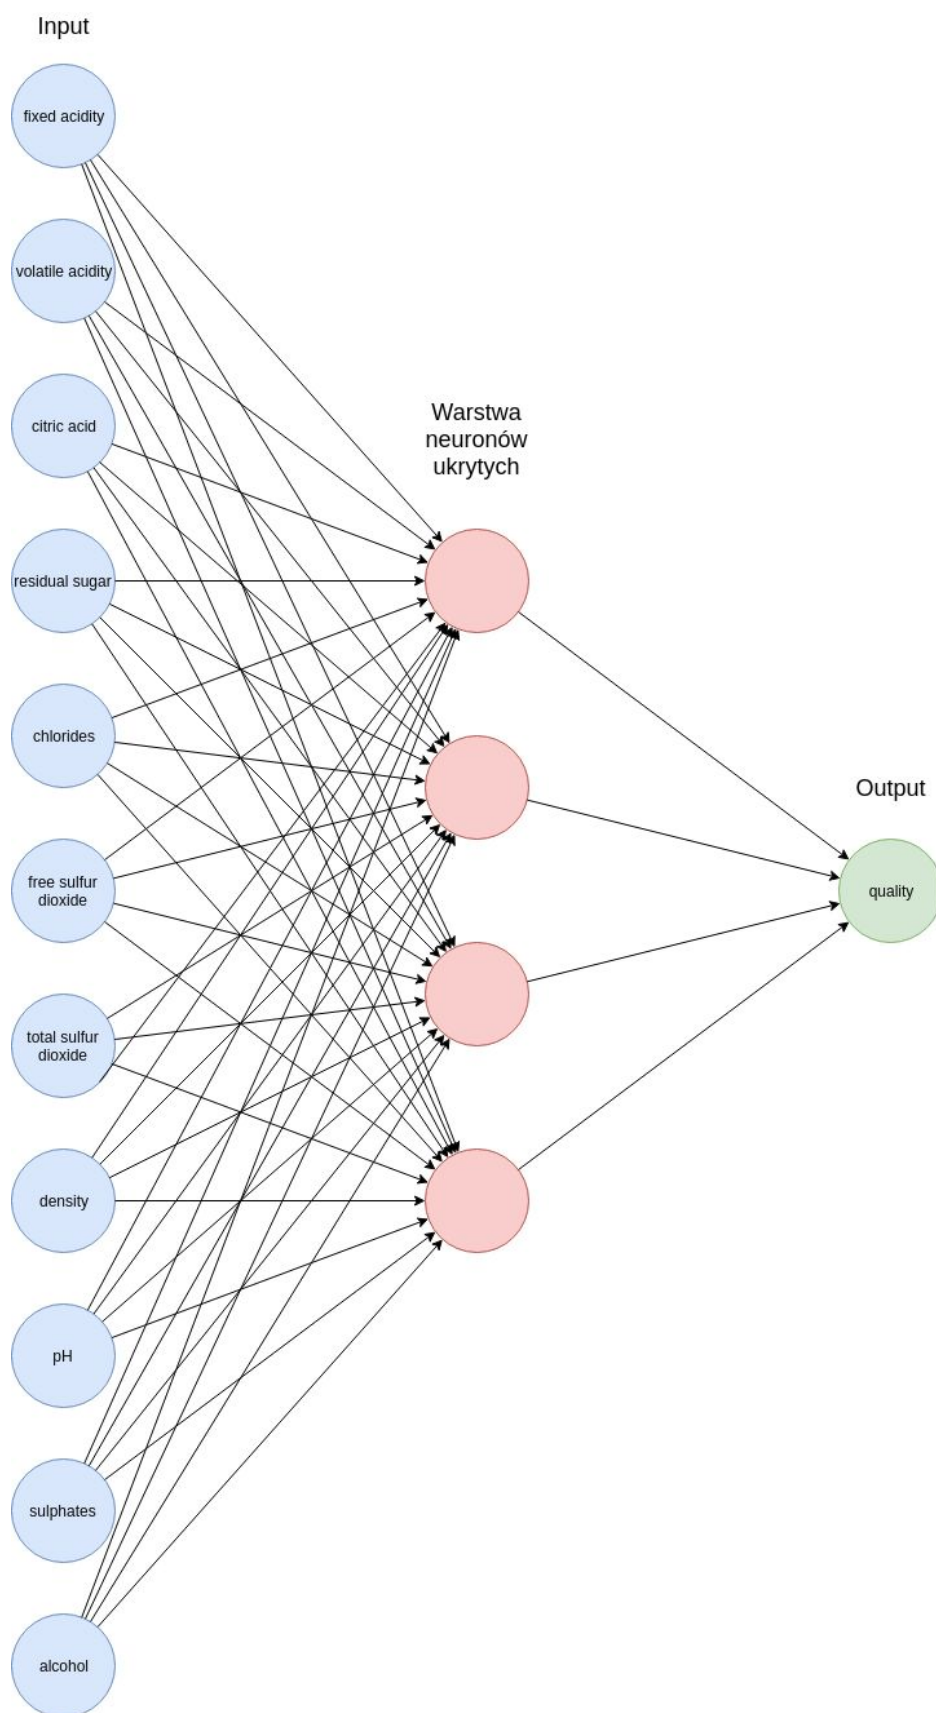 Input
fixed acidity
volatile acidity
citric acid
residual sugar
chlorides
free sulfur
dioxide
total sulfur
dioxide
density
pH
sulphates
alcohol
Warstwa
neuronów
ukrytych
Output
quality